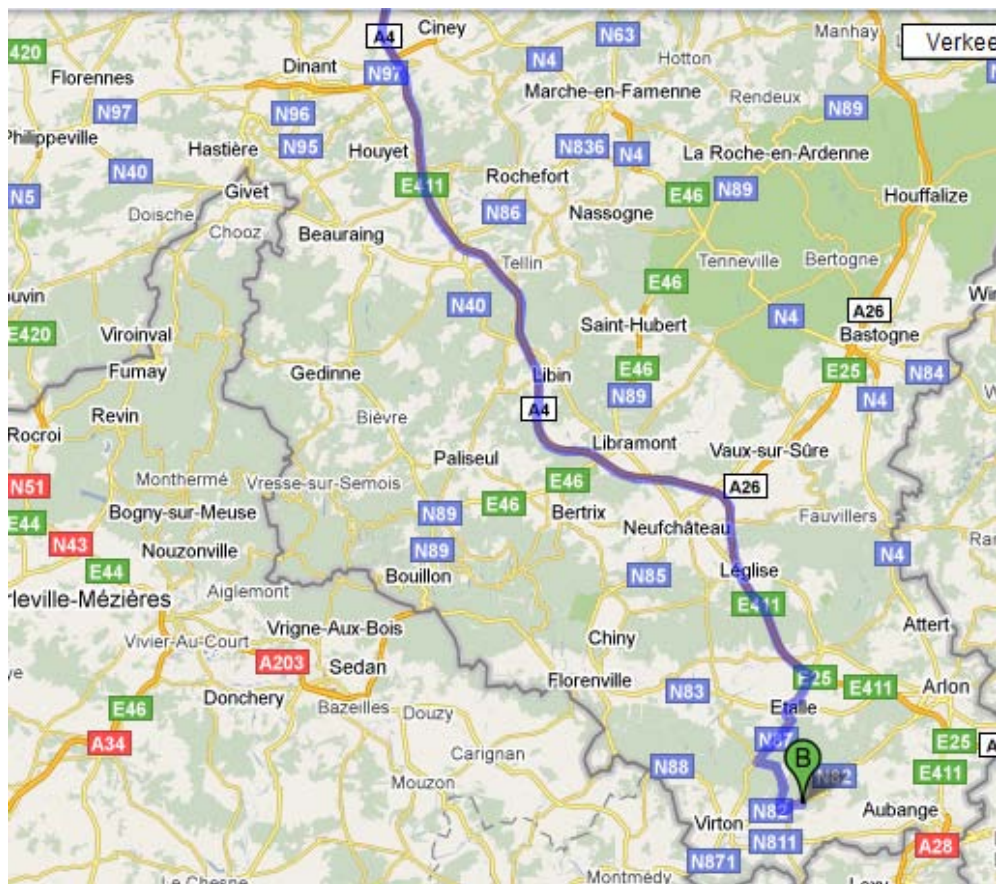 A4
Ciney
N63
Manhay
E420
Verkee
Dinant
N97
N4
Hotton
Florennes
Marche-en-Famenne
Rendeux
N89
N97
N96
Philippeville
Hastière
N95
Houyet
N836
N4
La Roche-en-Ardenne
N40
E411
Rochefort
E46
N89
N5
Givet
Houffalize
Doische
N86
Nassogne
Chooz
Beauraing
Tellin
Tenneville
Bertogne
E46
ouvin
N40
Win
E420
Viroinval
Saint-Hubert
N4
A26
Bastogne
Fumay
Gedinne
Libin
E46
E25
N84
N89
N4
Revin
Bièvre
A4
Rocroi
Libramont
Vaux-sur-Sûre
Paliseul
N51
Monthermé
Vresse-sur-Semois
E46
E46
A26
Bogny-sur-Meuse
N89
Bertrix
Fauvillers
E44
Neufchâteau
N43
Nouzonville
N89
N4
E44
Bouillon
N85
Léglise
Aiglemont
E411
rleville-Mézières
Attert
Vivier-Au-Court
Vrigne-Aux-Bois
Chiny
A203
Sedan
Florenville
E25
E411
Arlon
Donchery
N83
E46
Bazeilles
Douzy
Etalle
A34
N87
E25
Carignan
B
N88
N82
E411
Mouzon
N82
Aubange
Virton
N811
A28
N871
Le Chesne
Montmédy